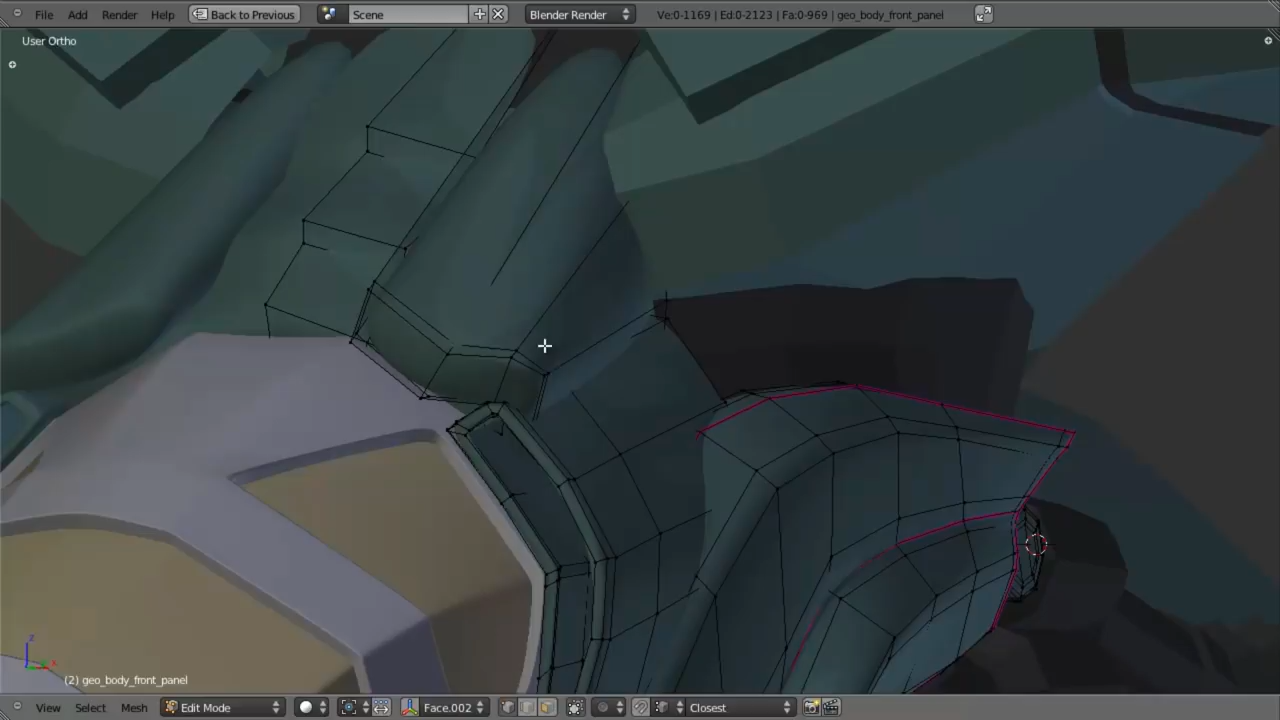 File Add Render Help Back to Previous Scene Blender Render Ve:0-1169 | Ed:0-2123 | Fa:0-969 | geo_body_front_panel
User Ortho
z
x
(2) geo_body_front_panel
View Select Mesh Edit Mode Face.002 Closest